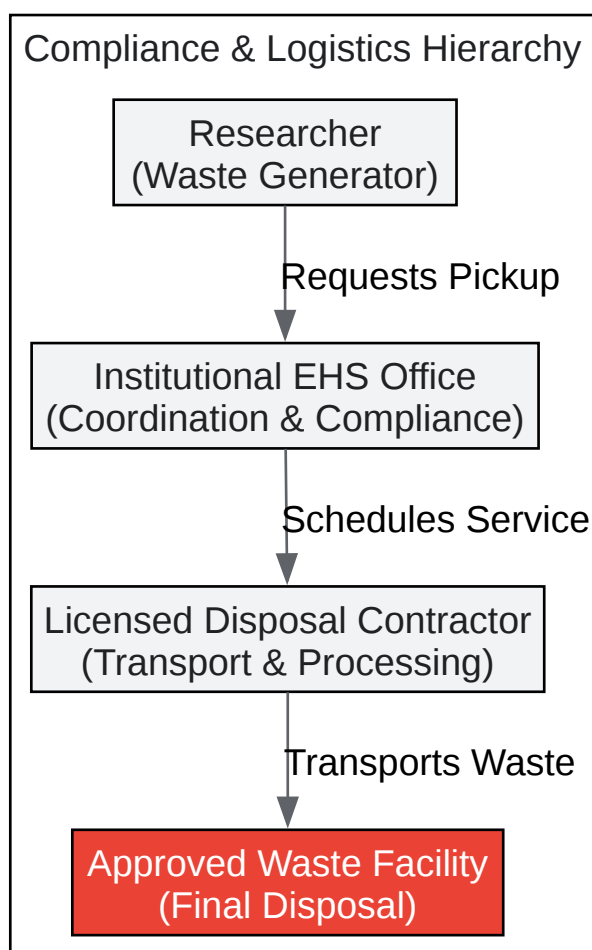 Compliance & Logistics Hierarchy
Researcher
(Waste Generator)
Requests Pickup
Institutional EHS Office
(Coordination & Compliance)
Schedules Service
Licensed Disposal Contractor
(Transport & Processing)
Transports Waste
Approved Waste Facility
(Final Disposal)